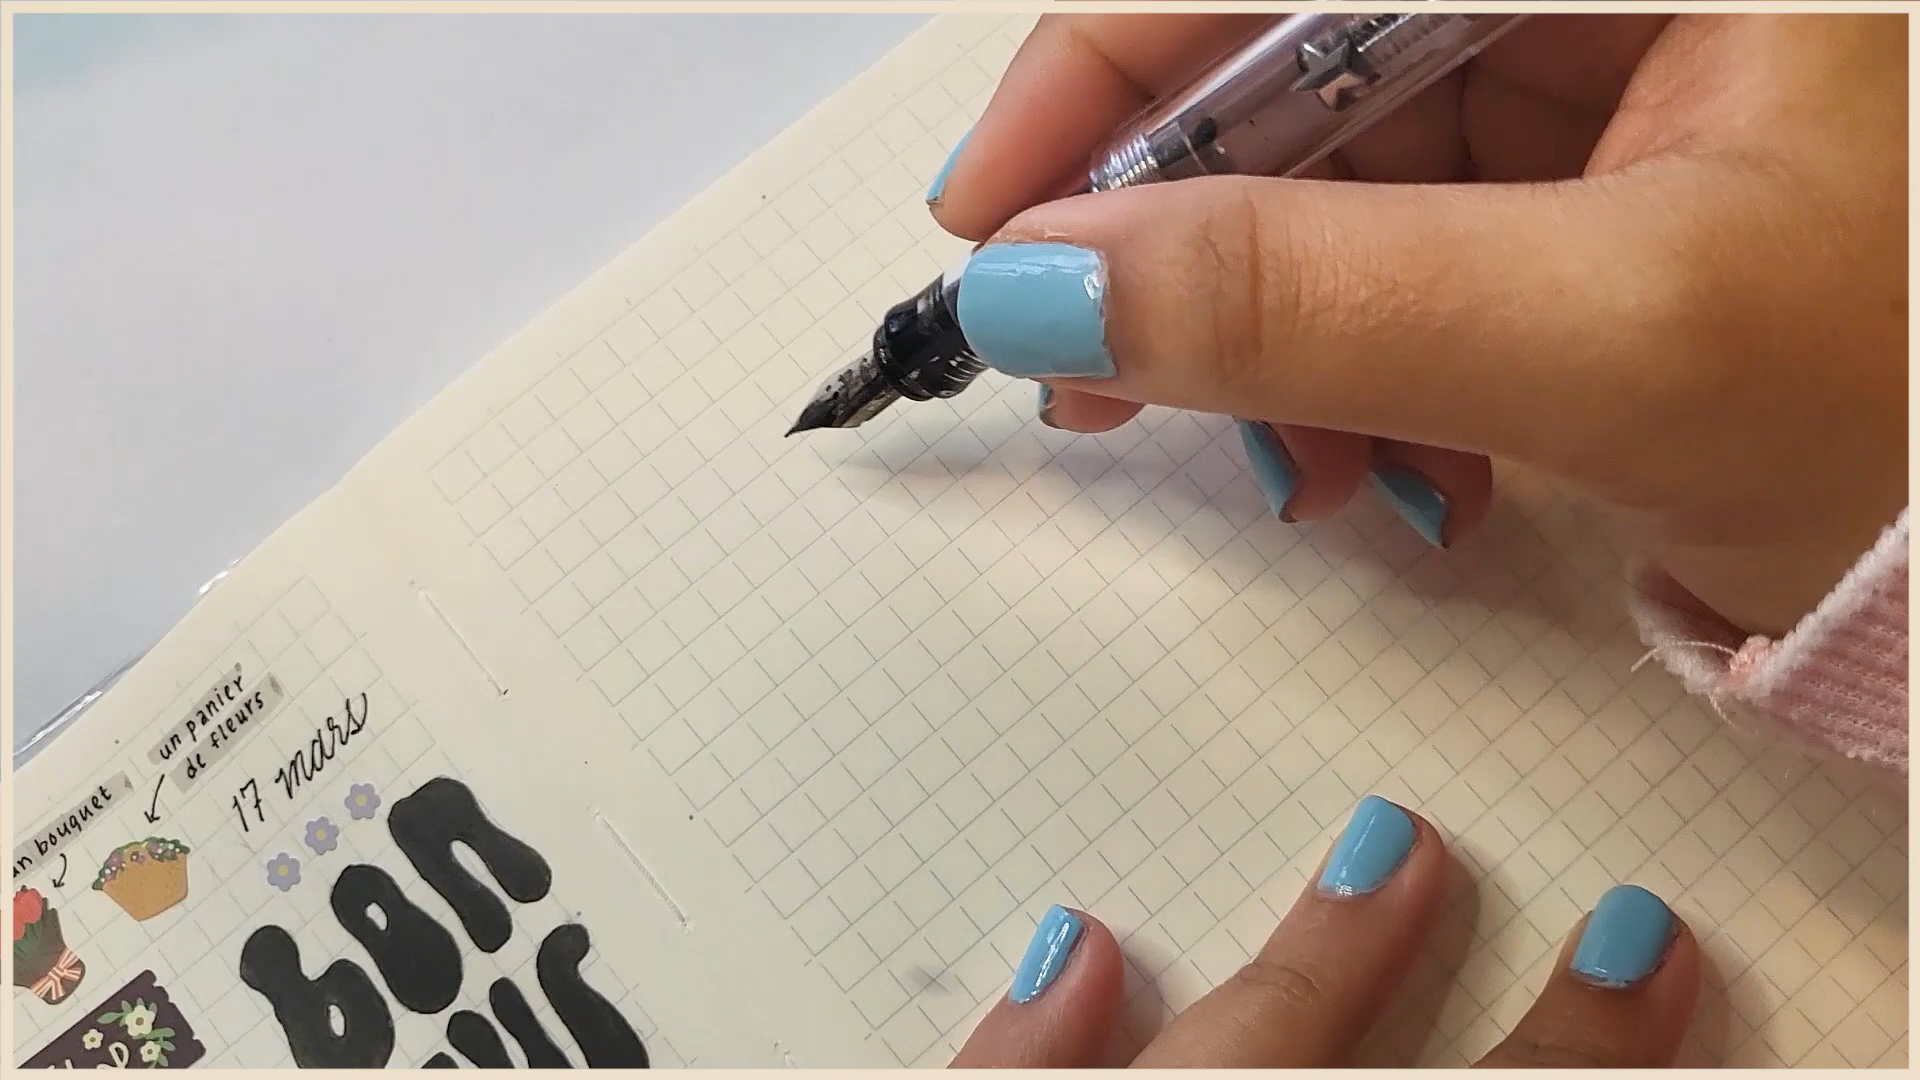 un panier
de fleurs
un bouquet
17 mars
bon